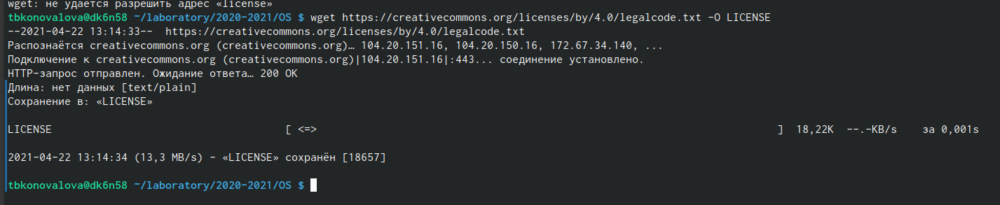 wget: не удаётся разрешить адрес «license»
tbkonovalova@dk6n58 ~/laboratory/2020-2021/OS $ wget https://creativecommons.org/licenses/by/4.0/legalcode.txt -O LICENSE
--2021-04-22 13:14:33--  https://creativecommons.org/licenses/by/4.0/legalcode.txt
Распознаётся creativecommons.org (creativecommons.org)… 104.20.151.16, 104.20.150.16, 172.67.34.140, ...
Подключение к creativecommons.org (creativecommons.org)|104.20.151.16|:443... соединение установлено.
HTTP-запрос отправлен. Ожидание ответа… 200 OK
Длина: нет данных [text/plain]
Сохранение в: «LICENSE»
LICENSE [ <=> ] 18,22K --.-KB/s за 0,001s
2021-04-22 13:14:34 (13,3 MB/s) - «LICENSE» сохранён [18657]
tbkonovalova@dk6n58 ~/laboratory/2020-2021/OS $